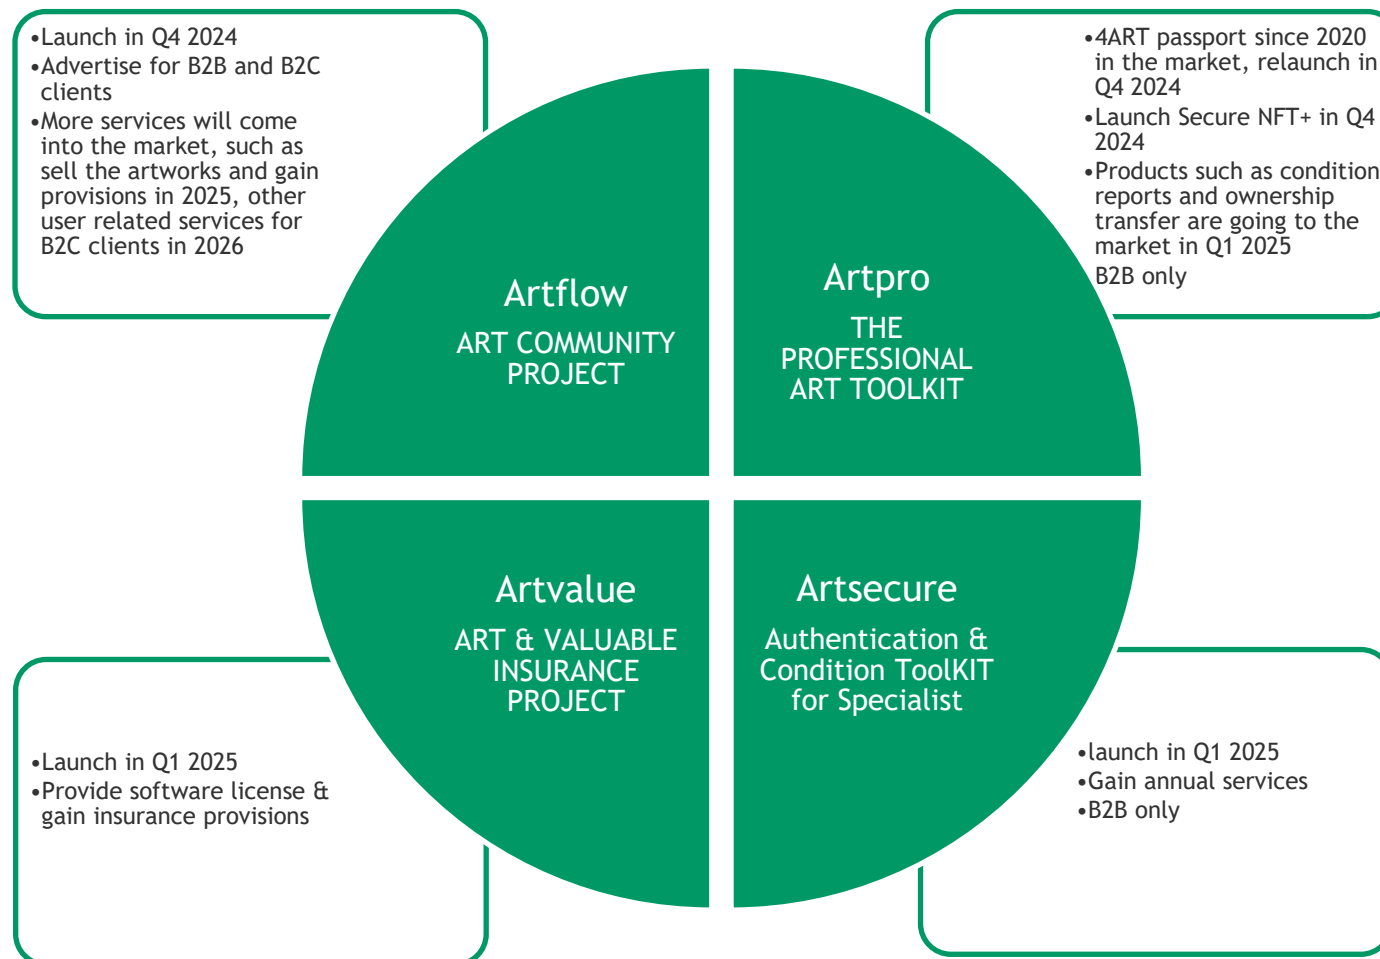 •Launch in Q4 2024
•Advertise for B2B and B2C
clients
•More services will come
into the market, such as
sell the artworks and gain
provisions in 2025, other
user related services for
B2C clients in 2026
•4ART passport since 2020
in the market, relaunch in
Q4 2024
•Launch Secure NFT+ in Q4
2024
•Products such as condition
reports and ownership
transfer are going to the
market in Q1 2025
B2B only
Artflow
ART COMMUNITY
PROJECT
Artpro
THE
PROFESSIONAL
ART TOOLKIT
Artvalue
ART & VALUABLE
INSURANCE
PROJECT
Artsecure
Authentication &
Condition ToolKIT
for Specialist
•Launch in Q1 2025
•Provide software license &
gain insurance provisions
•launch in Q1 2025
•Gain annual services
•B2B only